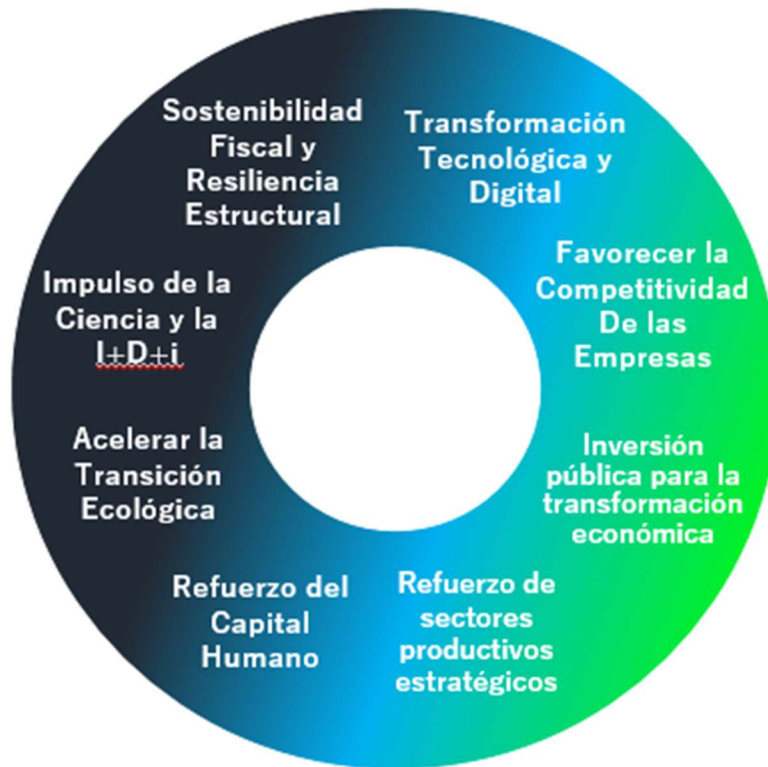 Sostenibilidad
Fiscal y
Resiliencia
Estructural
Transformación
Tecnológica y
Digital
Favorecer la
Competitividad
De las
Empresas
Inversión
pública para la
transformación
económica
Refuerzo de
sectores
productivos
estratégicos
Refuerzo del
Capital
Humano
Acelerar la
Transición
Ecológica
Impulso de la
Ciencia y la
I+D+i